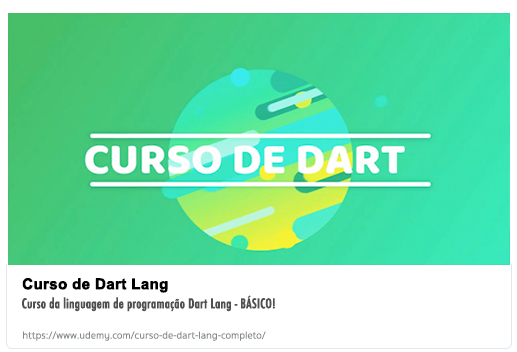 CURSO DE DART
Curso de Dart Lang
Curso da linguagem de programação Dart Lang - BÁSICO!
https://www.udemy.com/curso-de-dart-lang-completo/